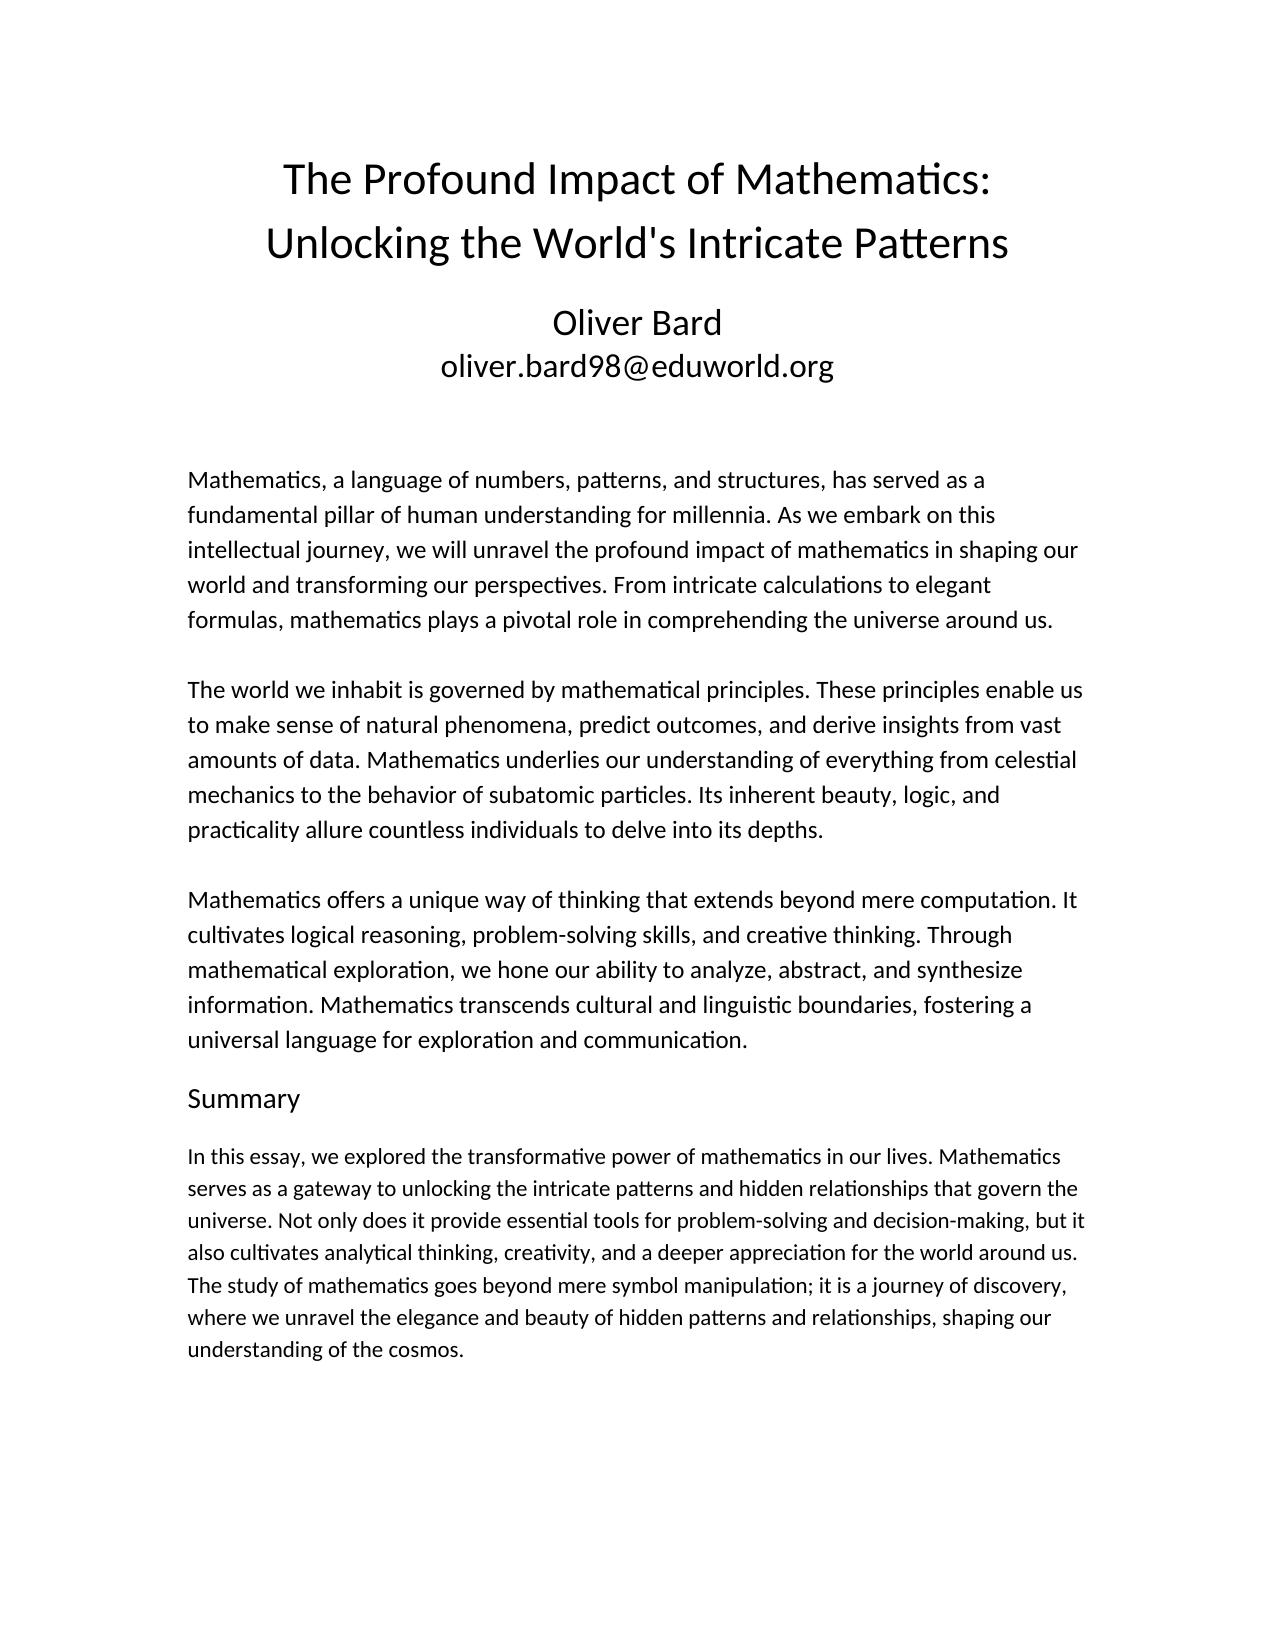 The Profound Impact of Mathematics:
Unlocking the World's Intricate Patterns
Oliver Bard
oliver.bard98@eduworld.org
Mathematics, a language of numbers, patterns, and structures, has served as a
fundamental pillar of human understanding for millennia. As we embark on this
intellectual journey, we will unravel the profound impact of mathematics in shaping our
world and transforming our perspectives. From intricate calculations to elegant
formulas, mathematics plays a pivotal role in comprehending the universe around us.
The world we inhabit is governed by mathematical principles. These principles enable us
to make sense of natural phenomena, predict outcomes, and derive insights from vast
amounts of data. Mathematics underlies our understanding of everything from celestial
mechanics to the behavior of subatomic particles. Its inherent beauty, logic, and
practicality allure countless individuals to delve into its depths.
Mathematics offers a unique way of thinking that extends beyond mere computation. It
cultivates logical reasoning, problem-solving skills, and creative thinking. Through
mathematical exploration, we hone our ability to analyze, abstract, and synthesize
information. Mathematics transcends cultural and linguistic boundaries, fostering a
universal language for exploration and communication.
Summary
In this essay, we explored the transformative power of mathematics in our lives. Mathematics
serves as a gateway to unlocking the intricate patterns and hidden relationships that govern the
universe. Not only does it provide essential tools for problem-solving and decision-making, but it
also cultivates analytical thinking, creativity, and a deeper appreciation for the world around us.
The study of mathematics goes beyond mere symbol manipulation; it is a journey of discovery,
where we unravel the elegance and beauty of hidden patterns and relationships, shaping our
understanding of the cosmos.